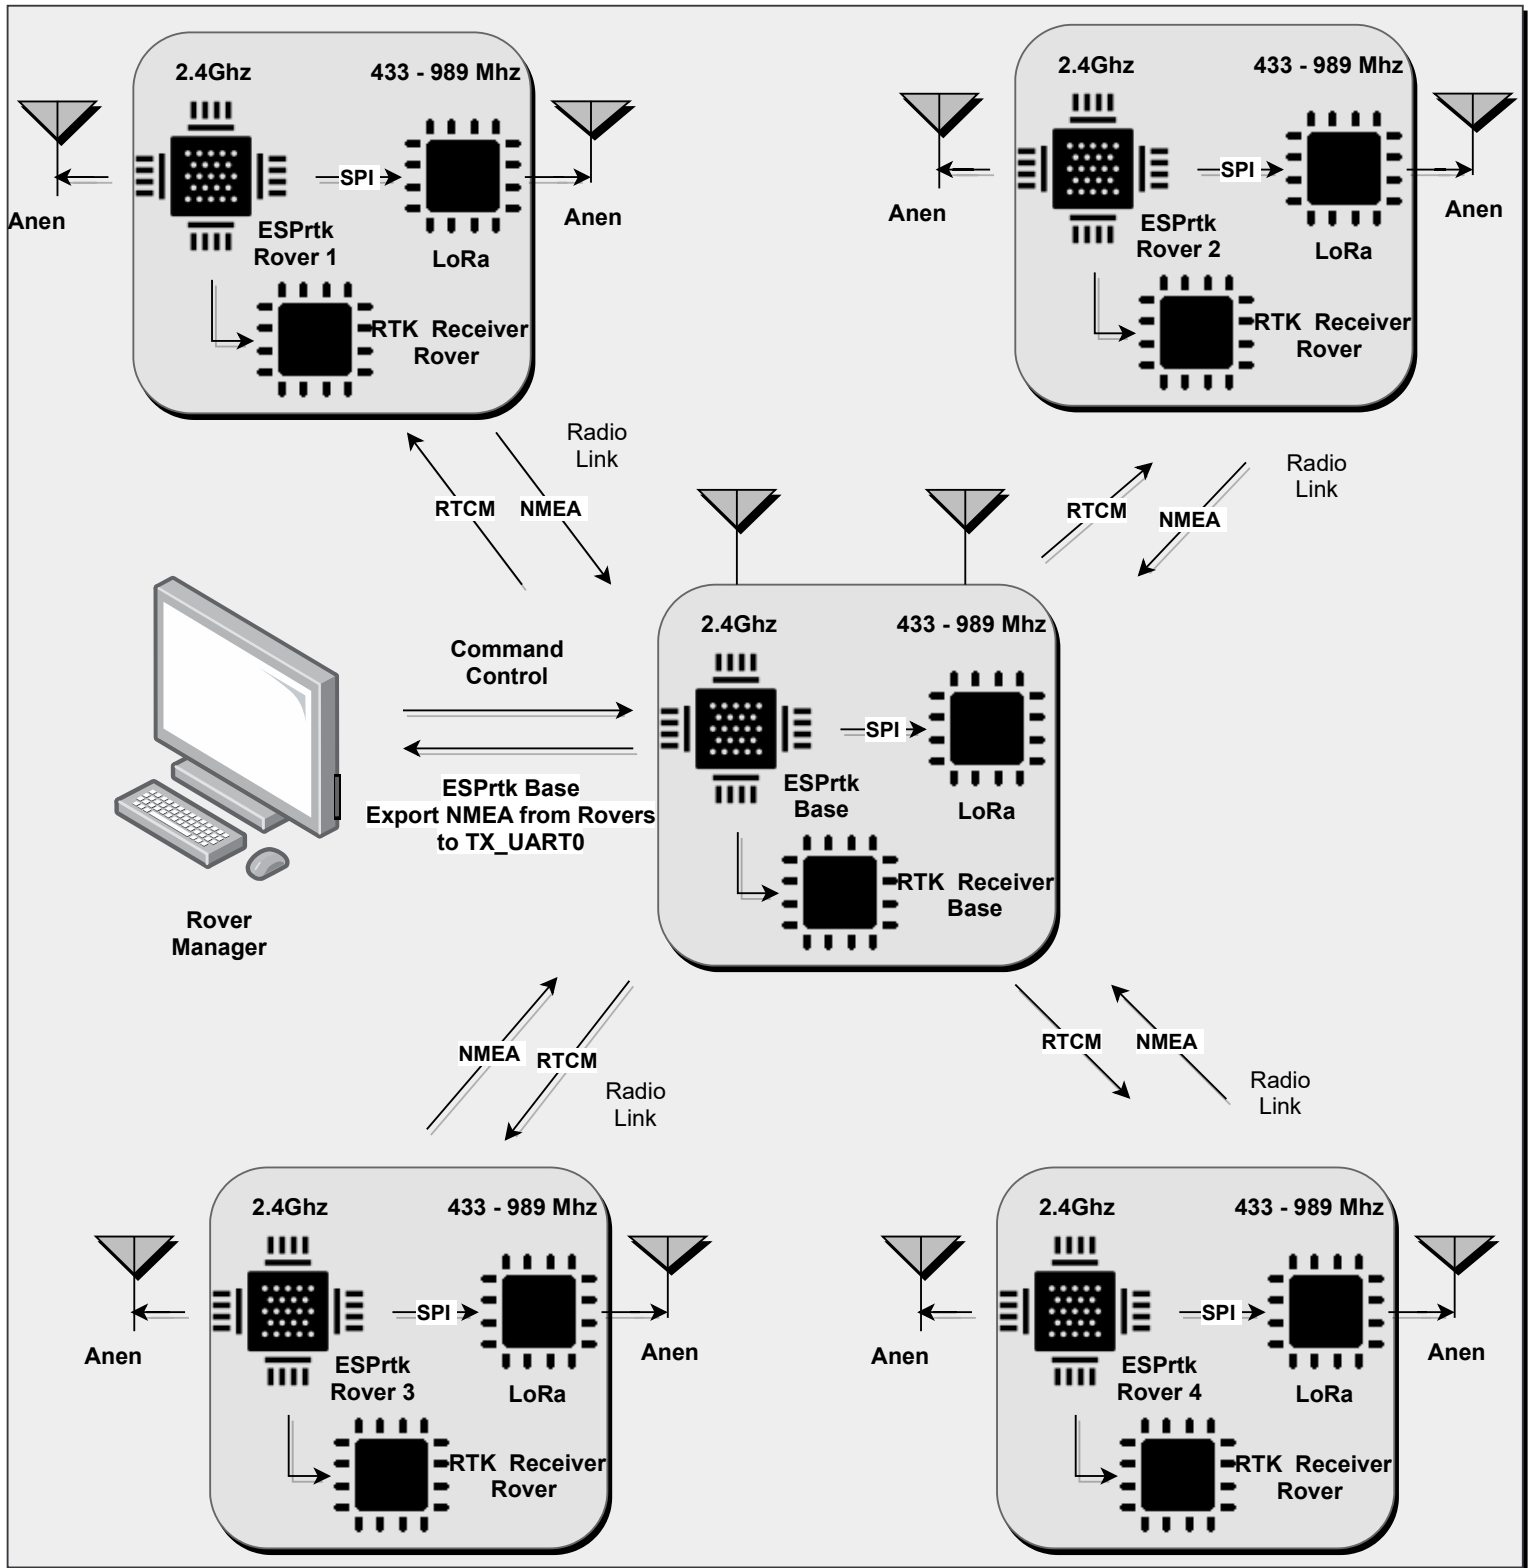 2.4Ghz
433 - 989 Mhz
SPI
Anen
Anen
ESPrtk
Rover 1
LoRa
RTK Receiver
Rover
2.4Ghz
433 - 989 Mhz
SPI
Anen
Anen
ESPrtk
Rover 2
LoRa
RTK Receiver
Rover
Radio
Link
RTCM
NMEA
Radio
Link
RTCM
NMEA
Command
Control
ESPrtk Base
Export NMEA from Rovers
to TX_UART0
Rover
Manager
2.4Ghz
433 - 989 Mhz
SPI
ESPrtk
Base
LoRa
RTK Receiver
Base
NMEA
RTCM
Radio
Link
RTCM
NMEA
Radio
Link
2.4Ghz
433 - 989 Mhz
SPI
Anen
Anen
ESPrtk
Rover 3
LoRa
RTK Receiver
Rover
2.4Ghz
433 - 989 Mhz
SPI
Anen
Anen
ESPrtk
Rover 4
LoRa
RTK Receiver
Rover